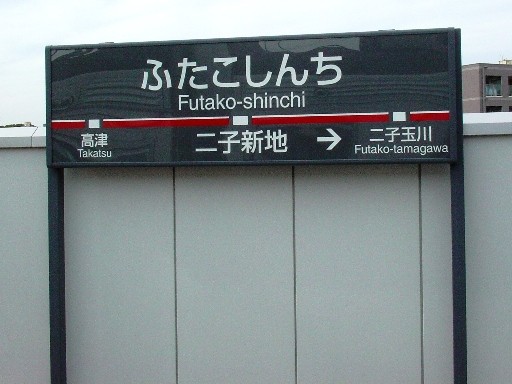 ふたこしんち
Futako-shinchi
高津
Takatsu
二子新地 →
二子玉川
Futako-tamagawa